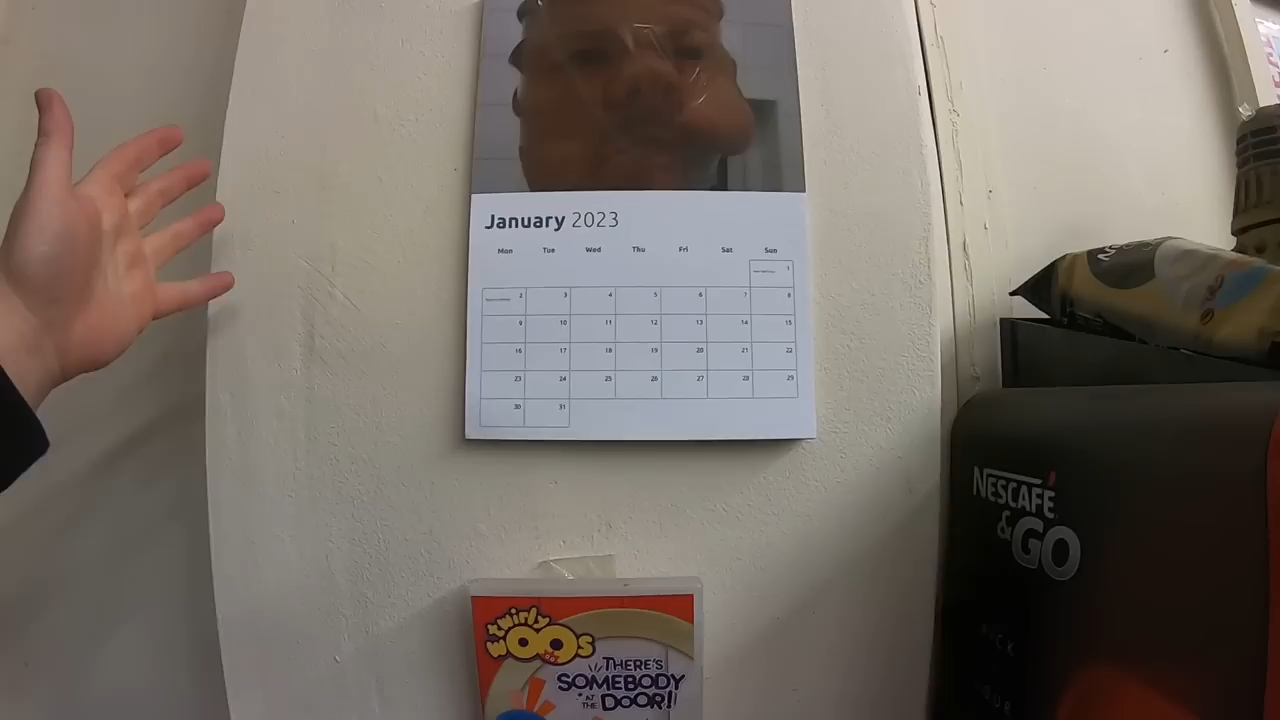 January 2023
Mon Tue Wed Thu Fri Sat Sun
1
2 3 4 5 6 7 8
9 10 11 12 13 14 15
16 17 18 19 20 21 22
23 24 25 26 27 28 29
30 31
NESCAFÉ
& GO
twirly
woos
THERE'S
SOMEBODY
AT THE DOOR!